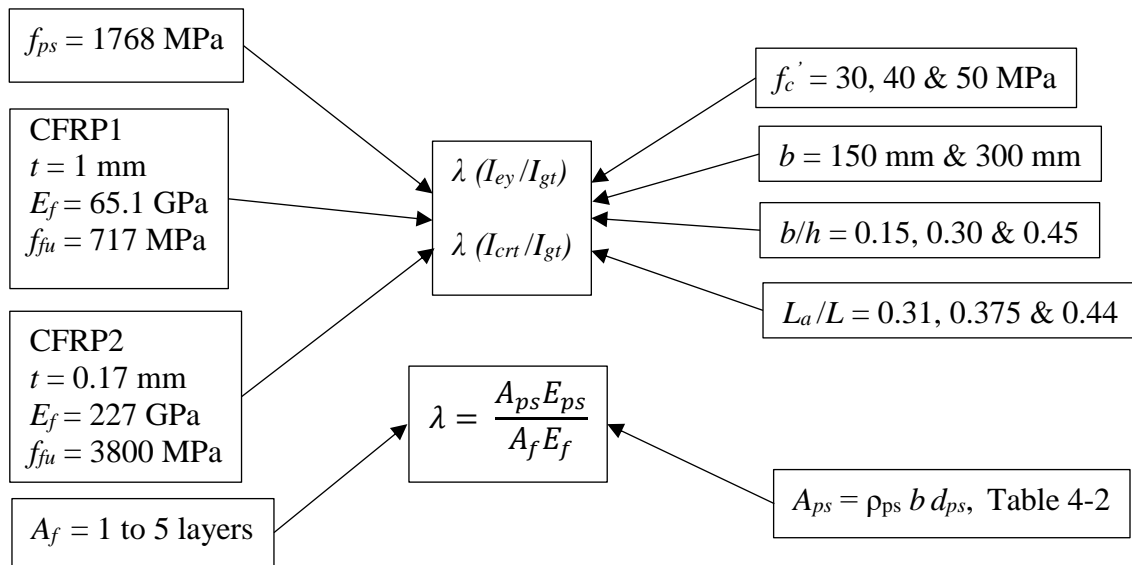 f_ps = 1768 MPa
CFRP1
t = 1 mm
E_f = 65.1 GPa
f_fu = 717 MPa
CFRP2
t = 0.17 mm
E_f = 227 GPa
f_fu = 3800 MPa
A_f = 1 to 5 layers
λ (I_ey/I_gt)
λ (I_crt/I_gt)
λ = A_ps E_ps / A_f E_f
f_c’ = 30, 40 & 50 MPa
b = 150 mm & 300 mm
b/h = 0.15, 0.30 & 0.45
L_a/L = 0.31, 0.375 & 0.44
A_ps = ρ_ps b d_ps, Table 4-2